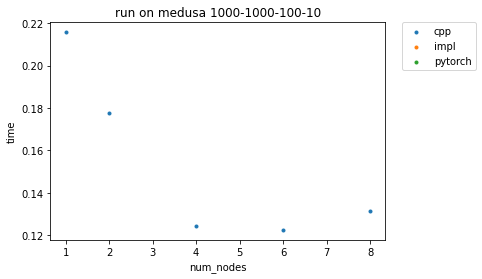 run on medusa 1000-1000-100-10
0.22
0.20
0.18
0.16
0.14
0.12
time
1 2 3 4 5 6 7 8
num_nodes
cpp
impl
pytorch